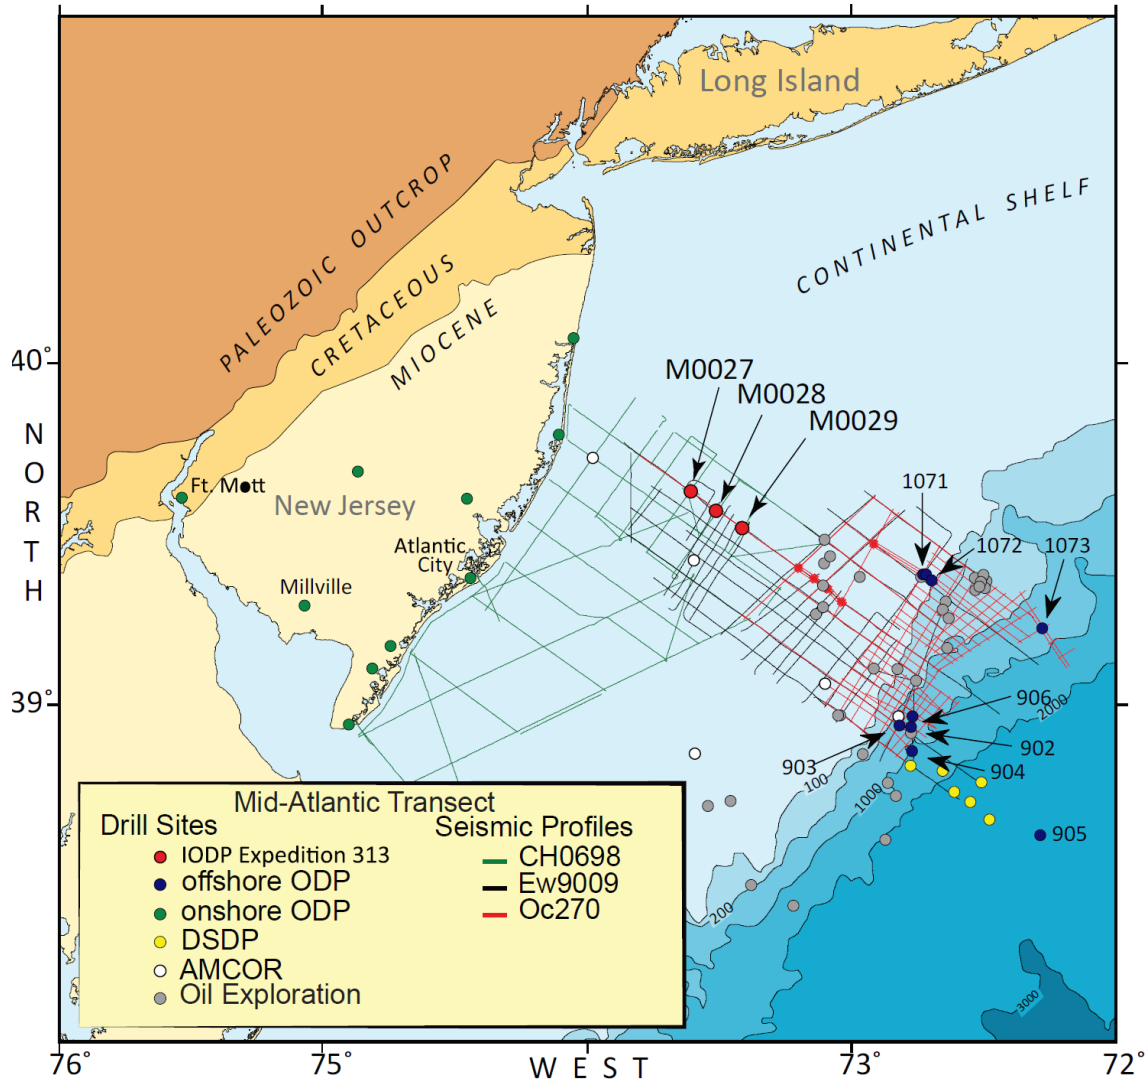 Long Island
PALEOZOIC OUTCROP
CRETACEOUS
MIOCENE
CONTINENTAL SHELF
40°
39°
NORTH
M0027
M0028
M0029
1071
1072
1073
Ft. Mott
New Jersey
Atlantic
City
Millville
906
902
903
904
905
2000
100
1000
200
3000
Mid-Atlantic Transect
Drill Sites
IODP Expedition 313
offshore ODP
onshore ODP
DSDP
AMCOR
Oil Exploration
Seismic Profiles
CH0698
Ew9009
Oc270
76°
75°
WEST
73°
72°